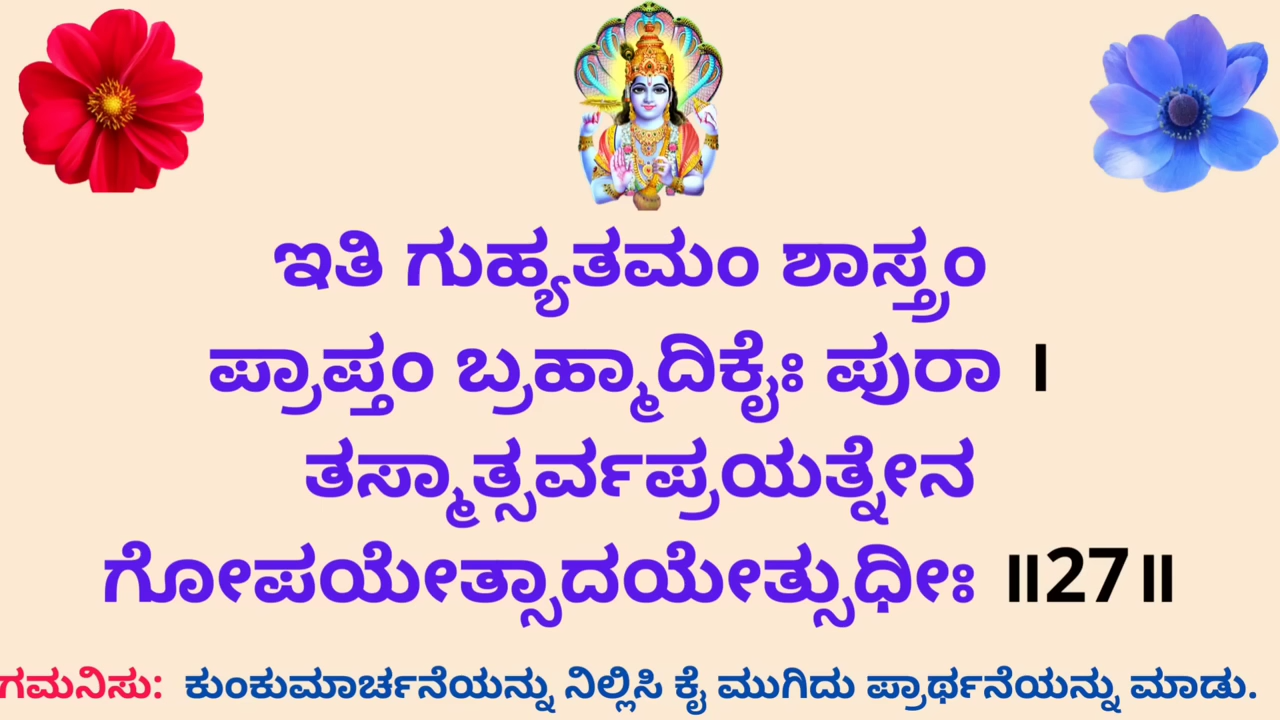 ಇತಿ ಗುಹ್ಯತಮಂ ಶಾಸ್ತ್ರಂ
ಪ್ರಾಪ್ತಂ ಬ್ರಹ್ಮಾದಿಕೈಃ ಪುರಾ ।
ತಸ್ಮಾತ್ಸರ್ವಪ್ರಯತ್ನೇನ
ಗೋಪಯೇತ್ಸಾದಯೇತ್ಸುಧೀಃ ॥27॥
ಗಮನಿಸು: ಕುಂಕುಮಾರ್ಚನೆಯನ್ನು ನಿಲ್ಲಿಸಿ ಕೈ ಮುಗಿದು ಪ್ರಾರ್ಥನೆಯನ್ನು ಮಾಡು.